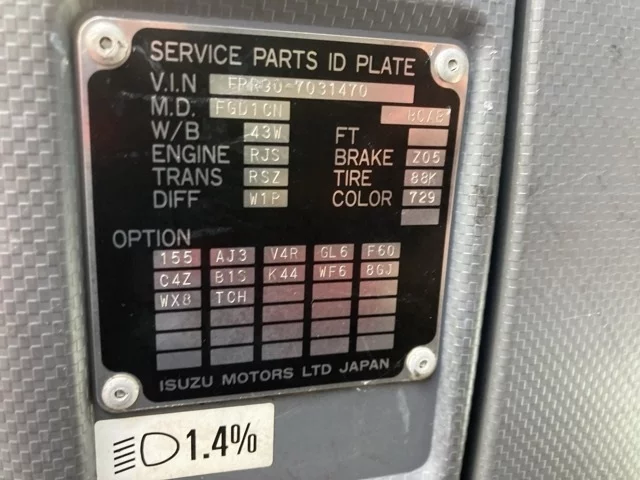 SERVICE PARTS ID PLATE
V.I.N FRR90-7031470
M.D. FGD1CN
W/B 43W FT
ENGINE RJS BRAKE Z05
TRANS RSZ TIRE 88K
DIFF W1P COLOR 729
OPTION
155 AJ3 V4R GL6 F60
C4Z B1S K44 WF6 8GJ
WX8 TCH
ISUZU MOTORS LTD JAPAN
1.4%